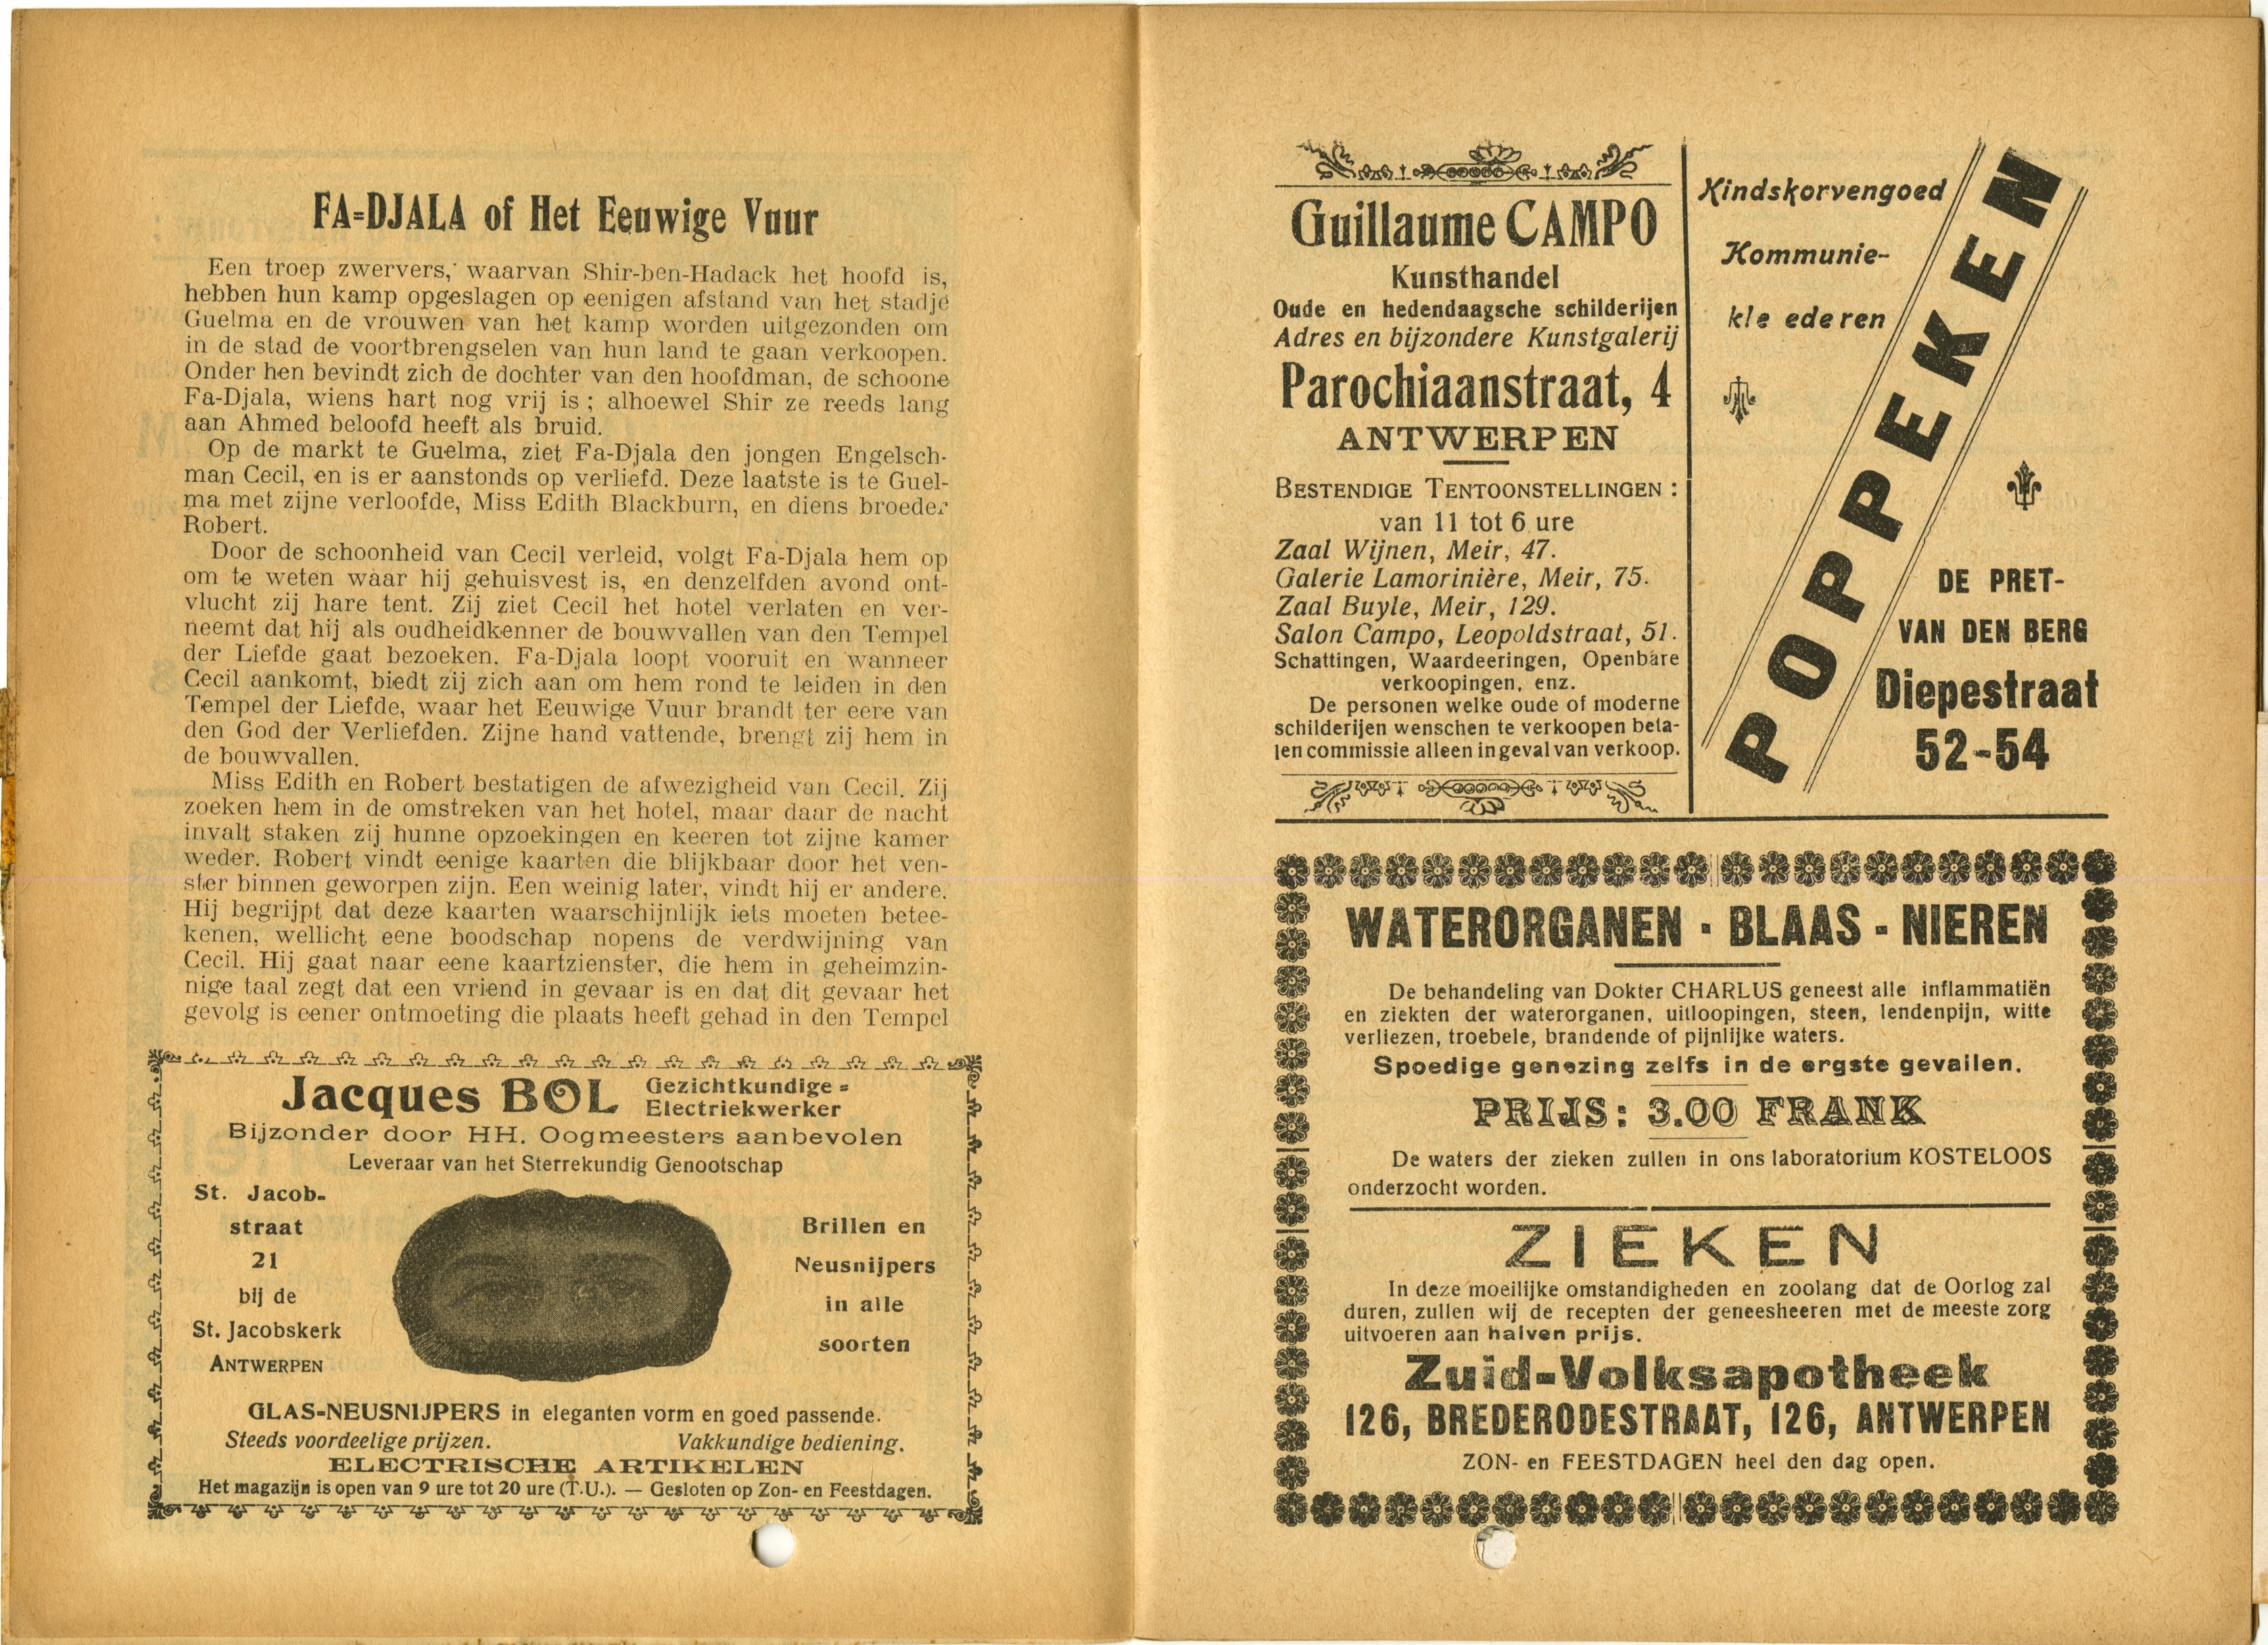 FA=DJALA of Het Eeuwige Vuur
Een troep zwervers, waarvan Shir-ben-Hadack het hoofd is,
hebben hun kamp opgeslagen op eenigen afstand van het stadje
Guelma en de vrouwen van het kamp worden uitgezonden om
in de stad de voortbrengselen van hun land te gaan verkoopen.
Onder hen bevindt zich de dochter van den hoofdman, de schoone
Fa-Djala, wiens hart nog vrij is ; alhoewel Shir ze reeds lang
aan Ahmed beloofd heeft als bruid.
Op de markt te Guelma, ziet Fa-Djala den jongen Engelsch-
man Cecil, en is er aanstonds op verliefd. Deze laatste is te Guel-
ma met zijne verloofde, Miss Edith Blackburn, en diens broeder
Robert.
Door de schoonheid van Cecil verleid, volgt Fa-Djala hem op
om te weten waar hij gehuisvest is, en denzelfden avond ont-
vlucht zij hare tent. Zij ziet Cecil het hotel verlaten en ver-
neemt dat hij als oudheidkenner de bouwvallen van den Tempel
der Liefde gaat bezoeken. Fa-Djala loopt vooruit en wanneer
Cecil aankomt, biedt zij zich aan om hem rond te leiden in den
Tempel der Liefde, waar het Eeuwige Vuur brandt ter eere van
den God der Verliefden. Zijne hand vattende, brengt zij hem in
de bouwvallen.
Miss Edith en Robert bestatigen de afwezigheid van Cecil. Zij
zoeken hem in de omstreken van het hotel, maar daar de nacht
invalt staken zij hunne opzoekingen en keeren tot zijne kamer
weder. Robert vindt eenige kaarten die blijkbaar door het ven-
ster binnen geworpen zijn. Een weinig later, vindt hij er andere.
Hij begrijpt dat deze kaarten waarschijnlijk iets moeten betee-
kenen, wellicht eene boodschap nopens de verdwijning van
Cecil. Hij gaat naar eene kaartzienster, die hem in geheimzin-
nige taal zegt dat een vriend in gevaar is en dat dit gevaar het
gevolg is eener ontmoeting die plaats heeft gehad in den Tempel
Jacques BOL Gezichtkundige =
Electriekwerker
Bijzonder door HH. Oogmeesters aanbevolen
Leveraar van het Sterrekundig Genootschap
St. Jacob-
straat
21
bij de
St. Jacobskerk
ANTWERPEN
Brillen en
Neusnijpers
in alle
soorten
GLAS-NEUSNIJPERS in eleganten vorm en goed passende.
Steeds voordeelige prijzen. Vakkundige bediening.
ELECTRISCHE ARTIKELEN
Het magazijn is open van 9 ure tot 20 ure (T.U.). — Gesloten op Zon- en Feestdagen.
Guillaume CAMPO
Kunsthandel
Oude en hedendaagsche schilderijen
Adres en bijzondere Kunstgalerij
Parochiaanstraat, 4
ANTWERPEN
BESTENDIGE TENTOONSTELLINGEN :
van 11 tot 6 ure
Zaal Wijnen, Meir, 47.
Galerie Lamorinière, Meir, 75.
Zaal Buyle, Meir, 129.
Salon Campo, Leopoldstraat, 51.
Schattingen, Waardeeringen, Openbare
verkoopingen, enz.
De personen welke oude of moderne
schilderijen wenschen te verkoopen beta-
len commissie alleen in geval van verkoop.
Kindskorvengoed
Kommunie-
kle ederen
POPPEKEN
DE PRET-
VAN DEN BERG
Diepestraat
52-54
WATERORGANEN - BLAAS - NIEREN
De behandeling van Dokter CHARLUS geneest alle inflammatiën
en ziekten der waterorganen, uitloopingen, steen, lendenpijn, witte
verliezen, troebele, brandende of pijnlijke waters.
Spoedige genezing zelfs in de ergste gevallen.
PRIJS: 3.00 FRANK
De waters der zieken zullen in ons laboratorium KOSTELOOS
onderzocht worden.
ZIEKEN
In deze moeilijke omstandigheden en zoolang dat de Oorlog zal
duren, zullen wij de recepten der geneesheeren met de meeste zorg
uitvoeren aan halven prijs.
Zuid-Volksapotheek
126, BREDERODESTRAAT, 126, ANTWERPEN
ZON- en FEESTDAGEN heel den dag open.